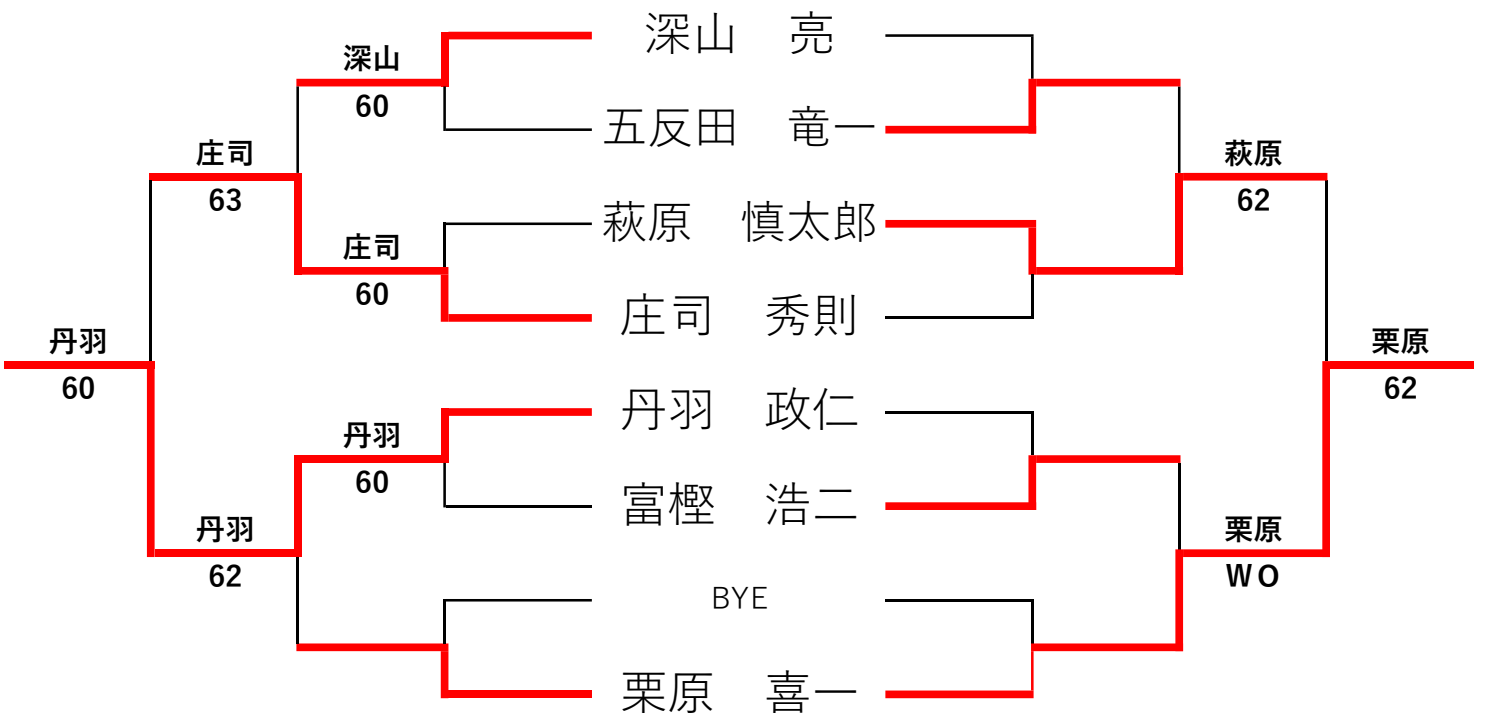 深山　亮
深山
60
五反田　竜一
庄司
63
萩原
62
萩原　慎太郎
庄司
60
庄司　秀則
丹羽
60
栗原
62
丹羽　政仁
丹羽
60
富樫　浩二
丹羽
62
栗原
WO
BYE
栗原　喜一